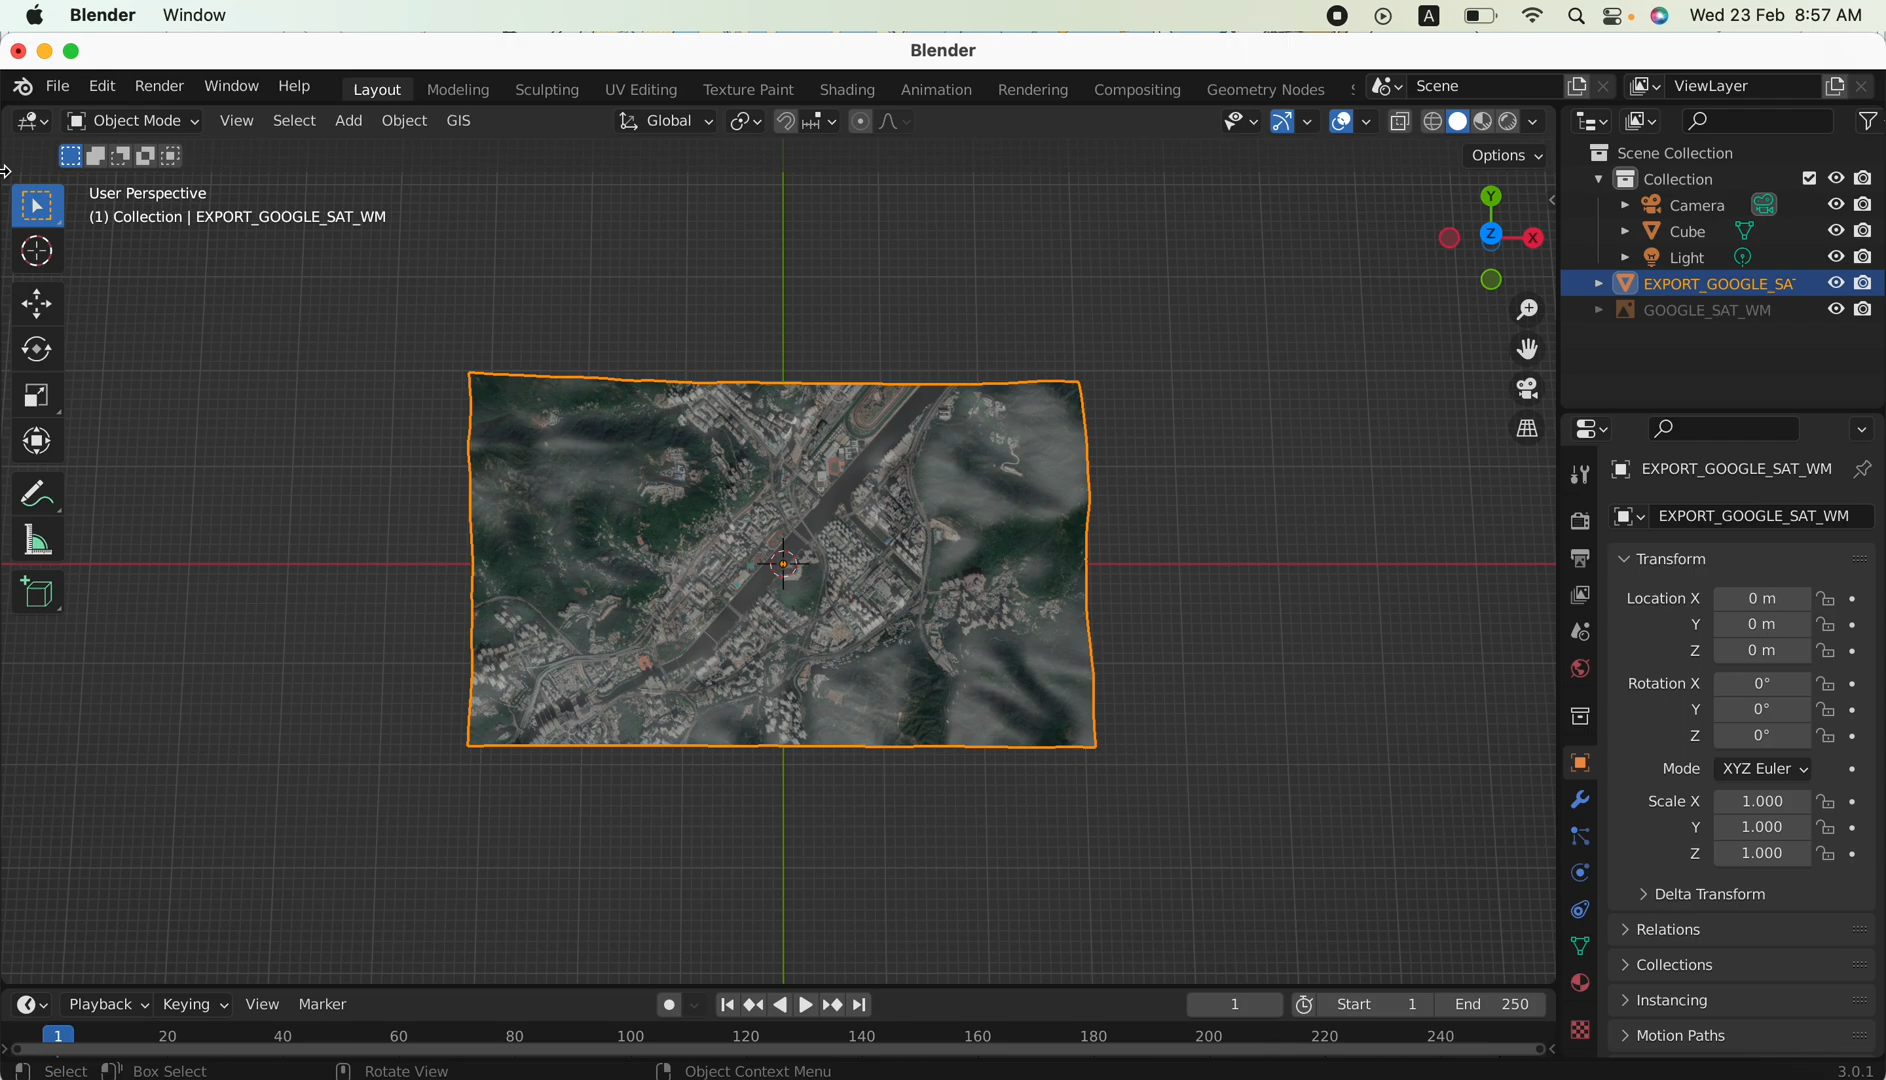 Blender Window A Wed 23 Feb 8:57 AM
Blender
File Edit Render Window Help Layout Modeling Sculpting UV Editing Texture Paint Shading Animation Rendering Compositing Geometry Nodes Scene ViewLayer
Object Mode View Select Add Object GIS Global
Options
User Perspective
(1) Collection | EXPORT_GOOGLE_SAT_WM
Y
Z X
Scene Collection
Collection
Camera
Cube
Light
EXPORT_GOOGLE_SAT
GOOGLE_SAT_WM
EXPORT_GOOGLE_SAT_WM
EXPORT_GOOGLE_SAT_WM
Transform
Location X 0 m
Y 0 m
Z 0 m
Rotation X 0°
Y 0°
Z 0°
Mode XYZ Euler
Scale X 1.000
Y 1.000
Z 1.000
Delta Transform
Relations
Collections
Instancing
Motion Paths
Playback Keying View Marker 1 Start 1 End 250
1 20 40 60 80 100 120 140 160 180 200 220 240
Select Box Select Rotate View Object Context Menu 3.0.1